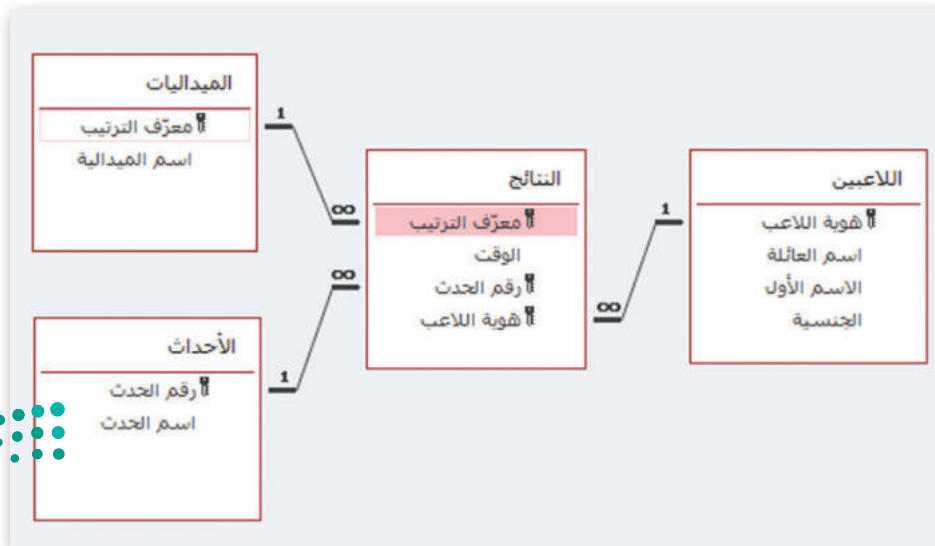 اللاعبين
هوية اللاعب
اسم العائلة
الاسم الأول
الجنسية
1
∞
النتائج
معرّف الترتيب
الوقت
رقم الحدث
هوية اللاعب
∞
∞
1
1
الميداليات
معرّف الترتيب
اسم الميدالية
الأحداث
رقم الحدث
اسم الحدث